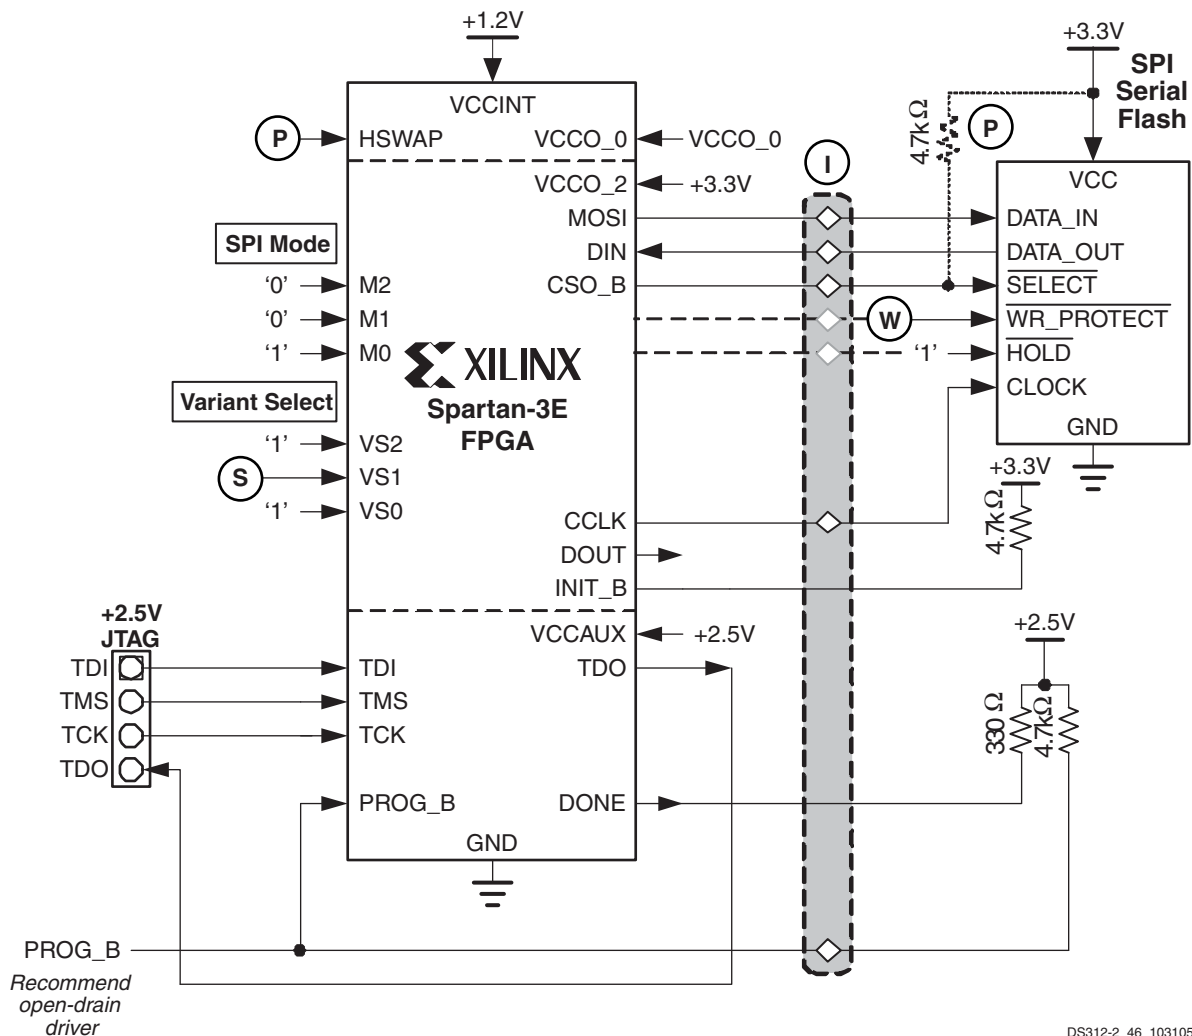 +1.2V
+3.3V
SPI
Serial
Flash
P
4.7kΩ
VCCINT
P
HSWAP
VCCO_0
VCCO_0
I
VCC
VCCO_2
+3.3V
MOSI
DATA_IN
SPI Mode
DIN
DATA_OUT
'0'
M2
CSO_B
SELECT
'0'
M1
W
WR_PROTECT
'1'
M0
'1'
HOLD
XILINX
CLOCK
Variant Select
Spartan-3E
FPGA
GND
'1'
VS2
+3.3V
S
VS1
'1'
VS0
CCLK
4.7kΩ
DOUT
INIT_B
+2.5V
JTAG
VCCAUX
+2.5V
+2.5V
TDI
TDI
TDO
TMS
TMS
330 Ω
4.7kΩ
TCK
TCK
TDO
PROG_B
DONE
GND
PROG_B
Recommend
open-drain
driver
DS312-2_46_103105